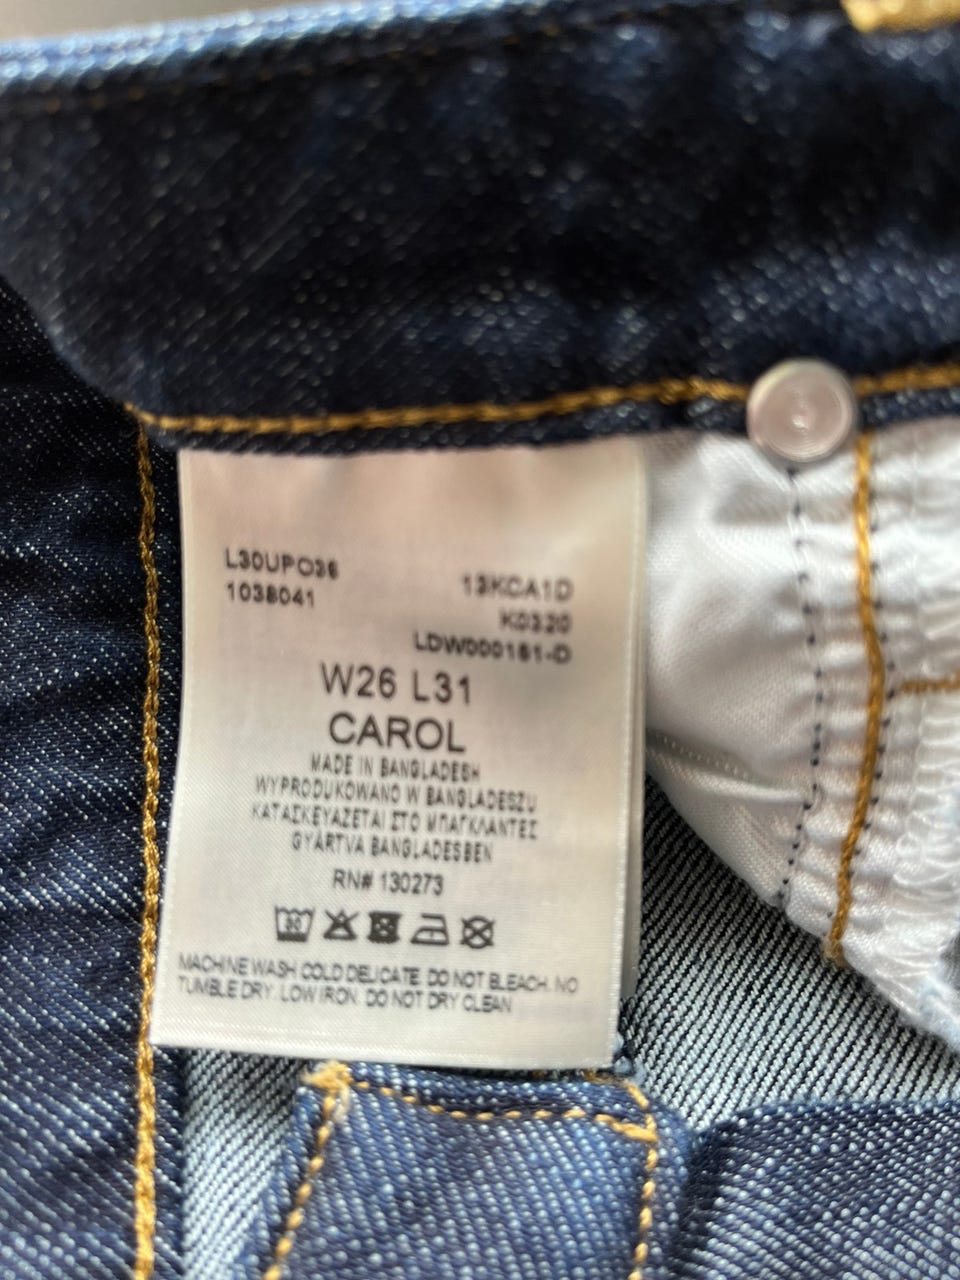 L30UPO36
1038041
13KCA1D
K0320
LDW000161-D
W26 L31
CAROL
MADE IN BANGLADESH
WYPRODUKOWANO W BANGLADESZU
ΚΑΤΑΣΚΕΥΑΖΕΤΑΙ ΣΤΟ ΜΠΑΓΚΛΑΝΤΕΣ
GYÁRTVA BANGLADESBEN
RN# 130273
30
MACHINE WASH COLD DELICATE. DO NOT BLEACH. NO
TUMBLE DRY. LOW IRON. DO NOT DRY CLEAN